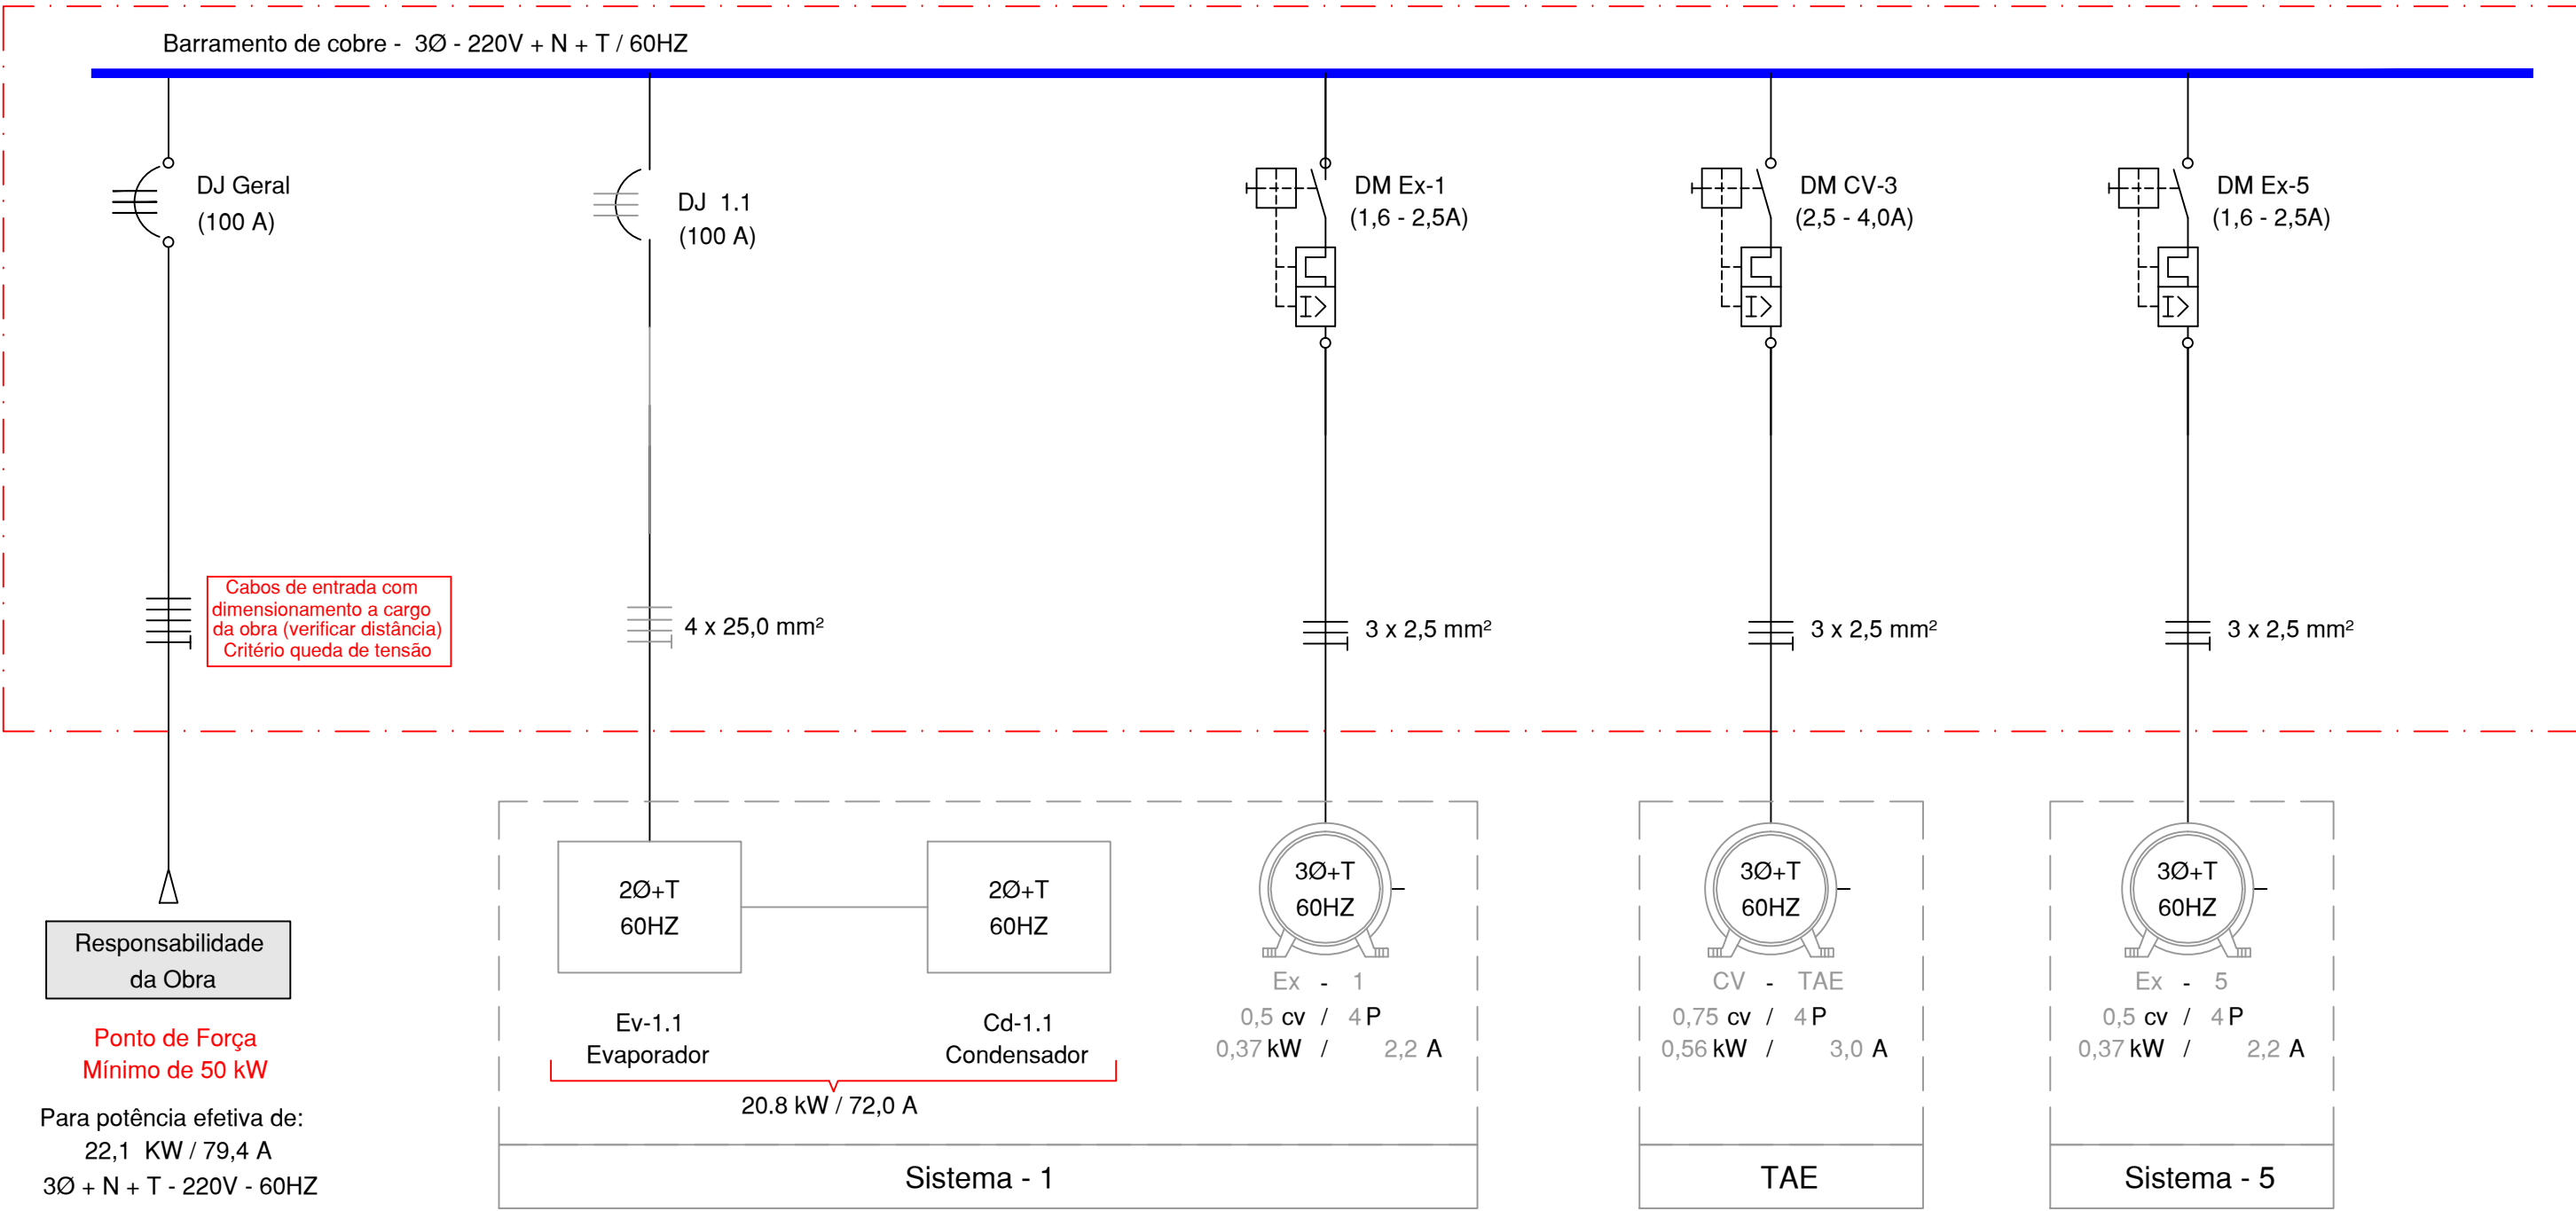 Barramento de cobre - 3Ø - 220V + N + T / 60HZ
DJ Geral
(100 A)
DJ 1.1
(100 A)
DM Ex-1
(1,6 - 2,5A)
DM CV-3
(2,5 - 4,0A)
DM Ex-5
(1,6 - 2,5A)
I>
I>
I>
Cabos de entrada com
dimensionamento a cargo
da obra (verificar distância)
Critério queda de tensão
4 x 25,0 mm²
3 x 2,5 mm²
3 x 2,5 mm²
3 x 2,5 mm²
Responsabilidade
da Obra
Ponto de Força
Mínimo de 50 kW
Para potência efetiva de:
22,1 KW / 79,4 A
3Ø + N + T - 220V - 60HZ
2Ø+T
60HZ
Ev-1.1
Evaporador
2Ø+T
60HZ
Cd-1.1
Condensador
20.8 kW / 72,0 A
3Ø+T
60HZ
Ex - 1
0,5 cv / 4 P
0,37 kW / 2,2 A
Sistema - 1
3Ø+T
60HZ
CV - TAE
0,75 cv / 4 P
0,56 kW / 3,0 A
TAE
3Ø+T
60HZ
Ex - 5
0,5 cv / 4 P
0,37 kW / 2,2 A
Sistema - 5